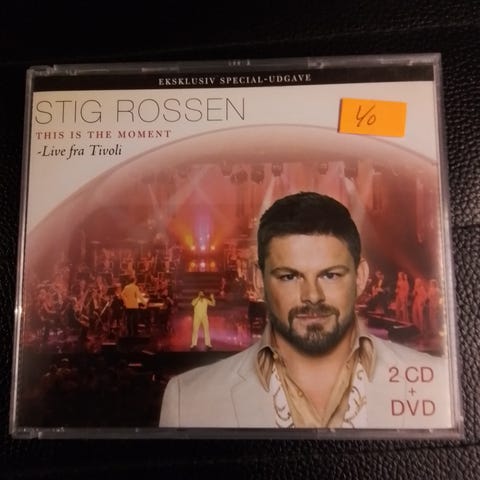 EKSKLUSIV SPECIAL-UDGAVE
STIG ROSSEN
THIS IS THE MOMENT
-Live fra Tivoli
40
2 CD
+
DVD